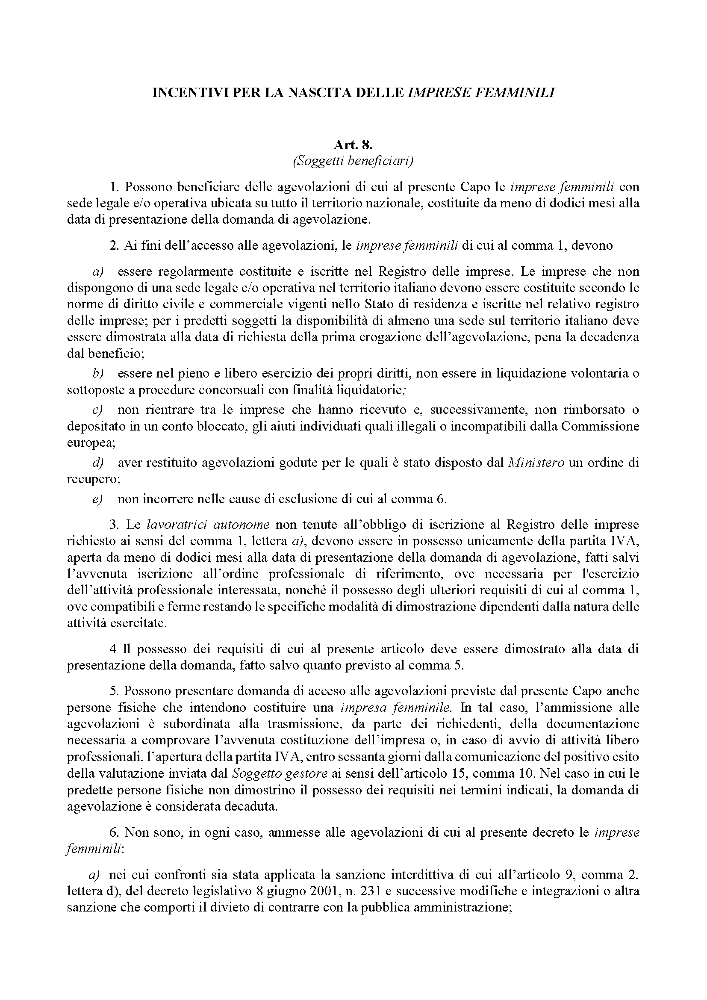 INCENTIVI PER LA NASCITA DELLE IMPRESE FEMMINILI
Art. 8.
(Soggetti beneficiari)
1. Possono beneficiare delle agevolazioni di cui al presente Capo le imprese femminili con
sede legale e/o operativa ubicata su tutto il territorio nazionale, costituite da meno di dodici mesi alla
data di presentazione della domanda di agevolazione.
2. Ai fini dell’accesso alle agevolazioni, le imprese femminili di cui al comma 1, devono
a) essere regolarmente costituite e iscritte nel Registro delle imprese. Le imprese che non
dispongono di una sede legale e/o operativa nel territorio italiano devono essere costituite secondo le
norme di diritto civile e commerciale vigenti nello Stato di residenza e iscritte nel relativo registro
delle imprese; per i predetti soggetti la disponibilità di almeno una sede sul territorio italiano deve
essere dimostrata alla data di richiesta della prima erogazione dell’agevolazione, pena la decadenza
dal beneficio;
b) essere nel pieno e libero esercizio dei propri diritti, non essere in liquidazione volontaria o
sottoposte a procedure concorsuali con finalità liquidatorie;
c) non rientrare tra le imprese che hanno ricevuto e, successivamente, non rimborsato o
depositato in un conto bloccato, gli aiuti individuati quali illegali o incompatibili dalla Commissione
europea;
d) aver restituito agevolazioni godute per le quali è stato disposto dal Ministero un ordine di
recupero;
e) non incorrere nelle cause di esclusione di cui al comma 6.
3. Le lavoratrici autonome non tenute all’obbligo di iscrizione al Registro delle imprese
richiesto ai sensi del comma 1, lettera a), devono essere in possesso unicamente della partita IVA,
aperta da meno di dodici mesi alla data di presentazione della domanda di agevolazione, fatti salvi
l’avvenuta iscrizione all’ordine professionale di riferimento, ove necessaria per l'esercizio
dell’attività professionale interessata, nonché il possesso degli ulteriori requisiti di cui al comma 1,
ove compatibili e ferme restando le specifiche modalità di dimostrazione dipendenti dalla natura delle
attività esercitate.
4 Il possesso dei requisiti di cui al presente articolo deve essere dimostrato alla data di
presentazione della domanda, fatto salvo quanto previsto al comma 5.
5. Possono presentare domanda di acceso alle agevolazioni previste dal presente Capo anche
persone fisiche che intendono costituire una impresa femminile. In tal caso, l’ammissione alle
agevolazioni è subordinata alla trasmissione, da parte dei richiedenti, della documentazione
necessaria a comprovare l’avvenuta costituzione dell’impresa o, in caso di avvio di attività libero
professionali, l’apertura della partita IVA, entro sessanta giorni dalla comunicazione del positivo esito
della valutazione inviata dal Soggetto gestore ai sensi dell’articolo 15, comma 10. Nel caso in cui le
predette persone fisiche non dimostrino il possesso dei requisiti nei termini indicati, la domanda di
agevolazione è considerata decaduta.
6. Non sono, in ogni caso, ammesse alle agevolazioni di cui al presente decreto le imprese
femminili:
a) nei cui confronti sia stata applicata la sanzione interdittiva di cui all’articolo 9, comma 2,
lettera d), del decreto legislativo 8 giugno 2001, n. 231 e successive modifiche e integrazioni o altra
sanzione che comporti il divieto di contrarre con la pubblica amministrazione;